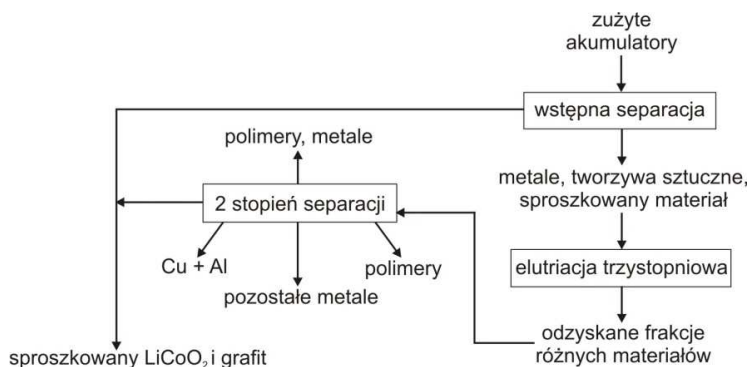 zużyte
akumulatory
wstępna separacja
polimery, metale
metale, tworzywa sztuczne,
sproszkowany materiał
2 stopień separacji
Cu + Al
polimery
elutriacja trzystopniowa
pozostałe metale
odzyskane frakcje
różnych materiałów
sproszkowany LiCoO₂ i grafit